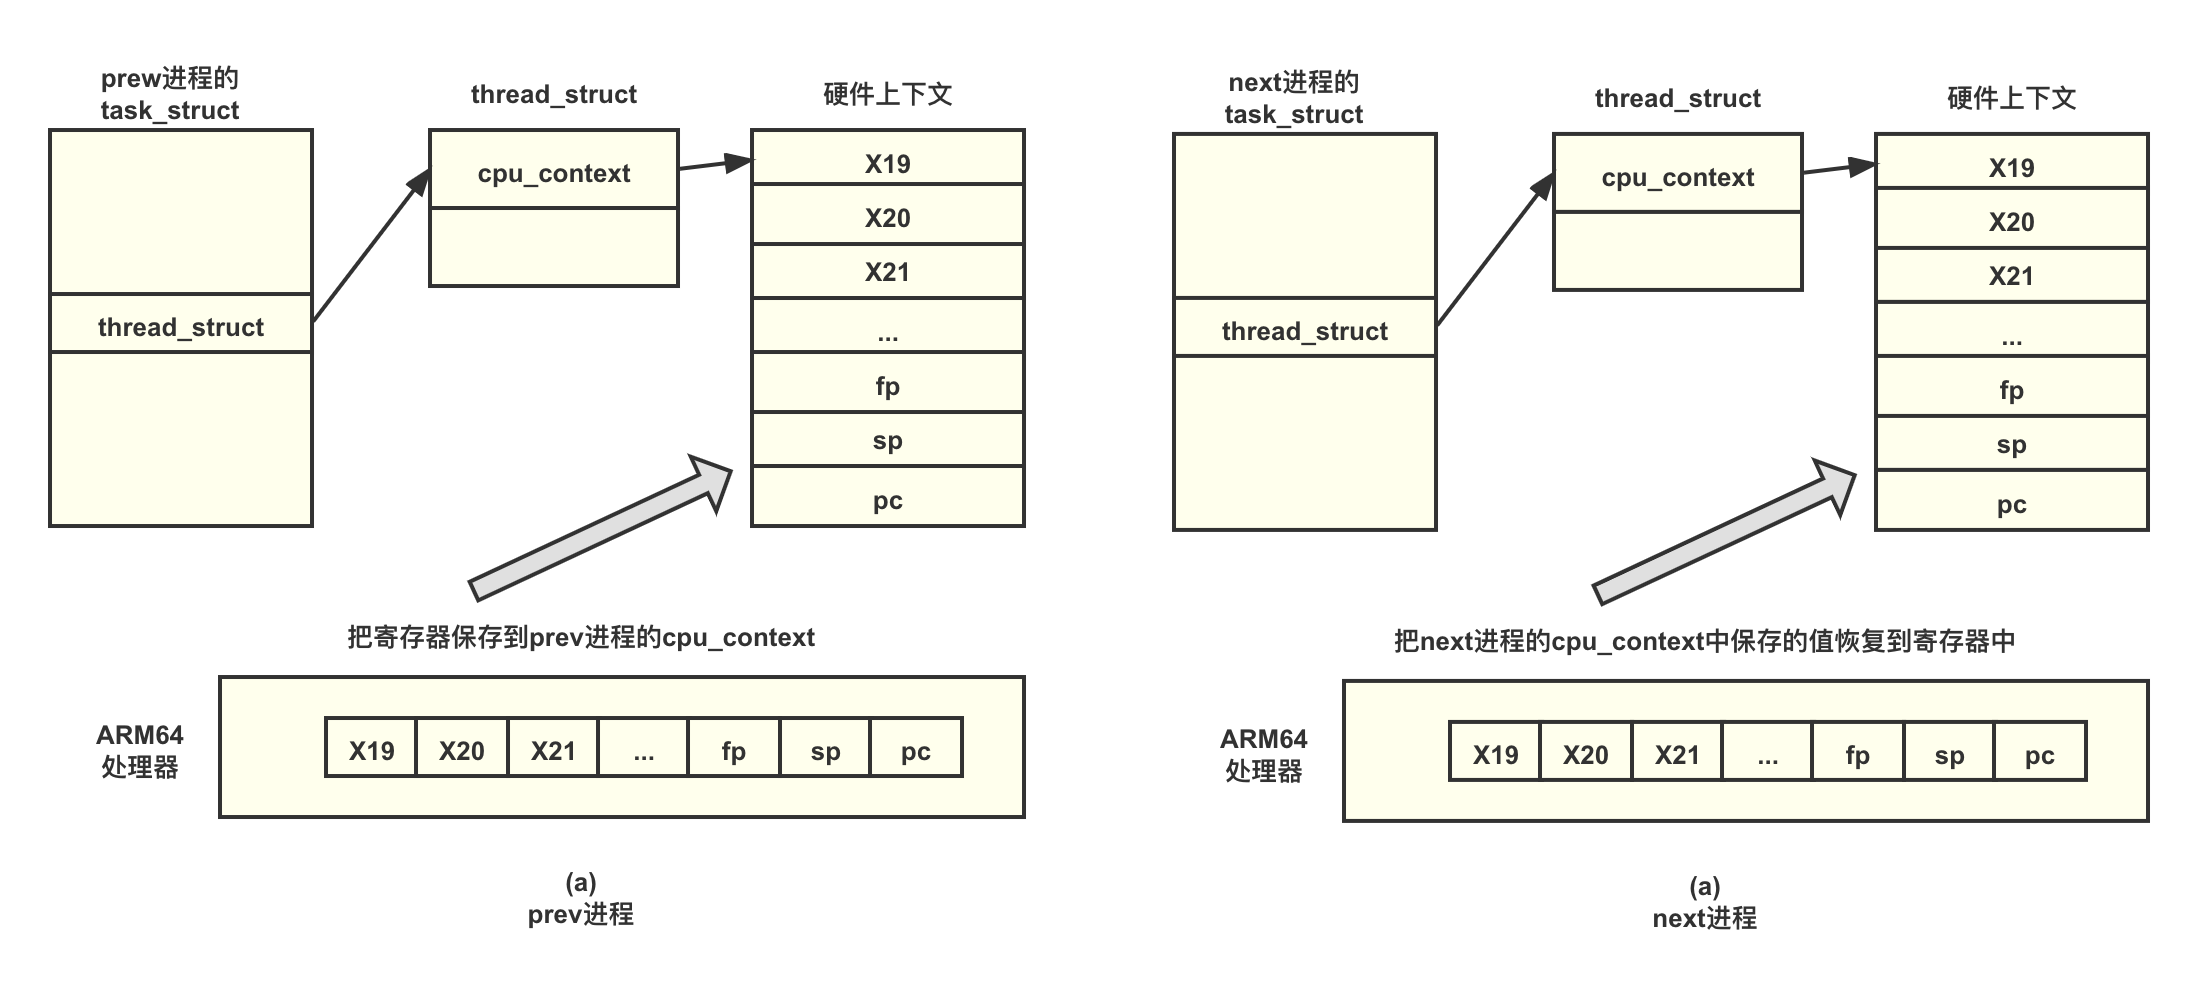 prew进程的
task_struct
thread_struct
硬件上下文
cpu_context
thread_struct
X19
X20
X21
...
fp
sp
pc
把寄存器保存到prev进程的cpu_context
ARM64
处理器
X19 X20 X21 ... fp sp pc
(a)
prev进程
next进程的
task_struct
thread_struct
硬件上下文
cpu_context
thread_struct
X19
X20
X21
...
fp
sp
pc
把next进程的cpu_context中保存的值恢复到寄存器中
ARM64
处理器
X19 X20 X21 ... fp sp pc
(a)
next进程